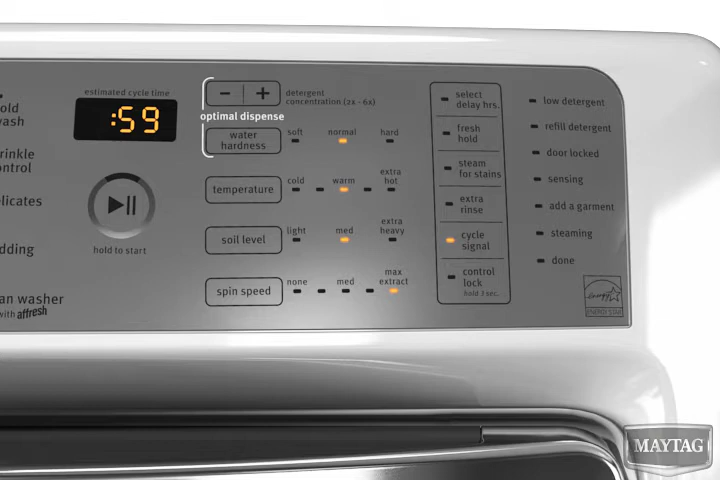 estimated cycle time
:59
hold to start
old
wash
rinkle
ontrol
elicates
dding
an washer
with affresh
- +
detergent
concentration (2x - 6x)
optimal dispense
water
hardness
soft normal hard
temperature
cold warm extra
hot
soil level
light med extra
heavy
spin speed
none med max
extract
select
delay hrs.
fresh
hold
steam
for stains
extra
rinse
cycle
signal
control
lock
hold 3 sec.
low detergent
refill detergent
door locked
sensing
add a garment
steaming
done
ENERGY STAR
MAYTAG